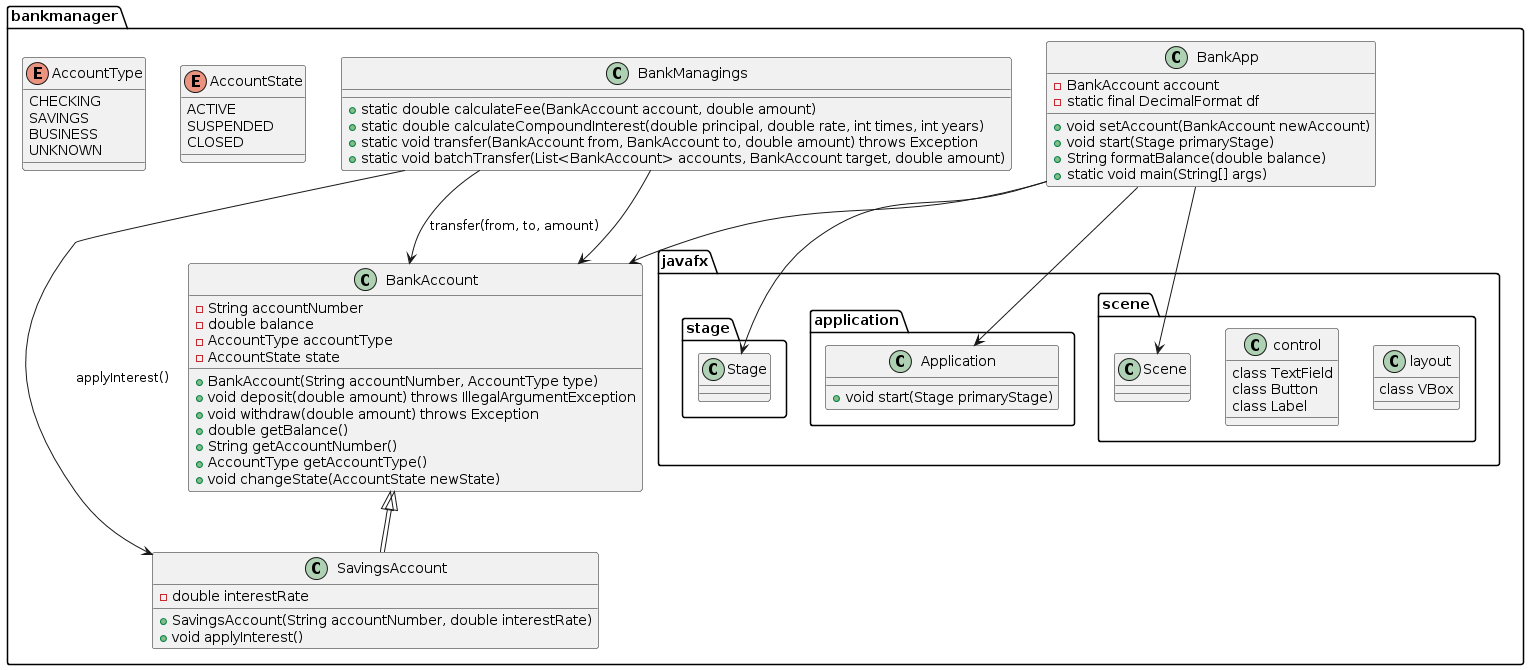 bankmanager
E AccountType
CHECKING
SAVINGS
BUSINESS
UNKNOWN
E AccountState
ACTIVE
SUSPENDED
CLOSED
C BankManagings
static double calculateFee(BankAccount account, double amount)
static double calculateCompoundInterest(double principal, double rate, int times, int years)
static void transfer(BankAccount from, BankAccount to, double amount) throws Exception
static void batchTransfer(List<BankAccount> accounts, BankAccount target, double amount)
C BankApp
BankAccount account
static final DecimalFormat df
void setAccount(BankAccount newAccount)
void start(Stage primaryStage)
String formatBalance(double balance)
static void main(String[] args)
transfer(from, to, amount)
applyInterest()
C BankAccount
String accountNumber
double balance
AccountType accountType
AccountState state
BankAccount(String accountNumber, AccountType type)
void deposit(double amount) throws IllegalArgumentException
void withdraw(double amount) throws Exception
double getBalance()
String getAccountNumber()
AccountType getAccountType()
void changeState(AccountState newState)
javafx
stage
C Stage
application
C Application
void start(Stage primaryStage)
scene
C Scene
C control
class TextField
class Button
class Label
C layout
class VBox
C SavingsAccount
double interestRate
SavingsAccount(String accountNumber, double interestRate)
void applyInterest()